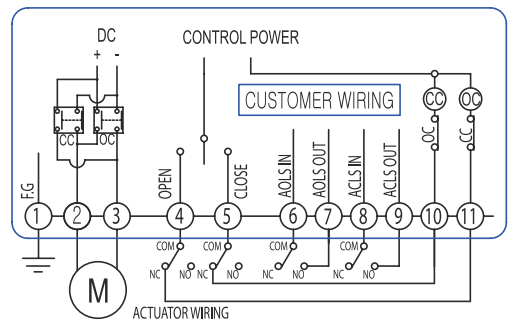 DC
+ -
CONTROL POWER
CUSTOMER WIRING
CC OC
CC OC
OC CC
F.G
OPEN
CLOSE
AOLS IN
AOLS OUT
ACLS IN
ACLS OUT
1 2 3 4 5 6 7 8 9 10 11
COM COM COM COM
NC NO NC NO NC NO NC NO
M
ACTUATOR WIRING